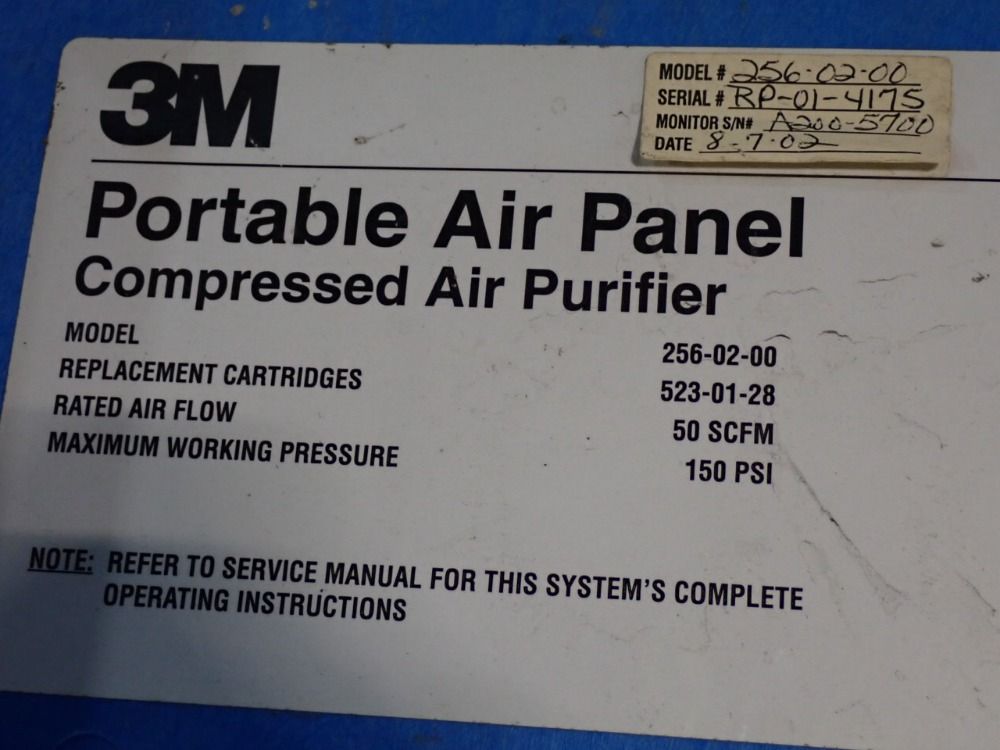 3M
MODEL # 256-02-00
SERIAL # RP-01-4175
MONITOR S/N# A200-5700
DATE 8-7-02
Portable Air Panel
Compressed Air Purifier
MODEL 256-02-00
REPLACEMENT CARTRIDGES 523-01-28
RATED AIR FLOW 50 SCFM
MAXIMUM WORKING PRESSURE 150 PSI
NOTE: REFER TO SERVICE MANUAL FOR THIS SYSTEM'S COMPLETE
OPERATING INSTRUCTIONS